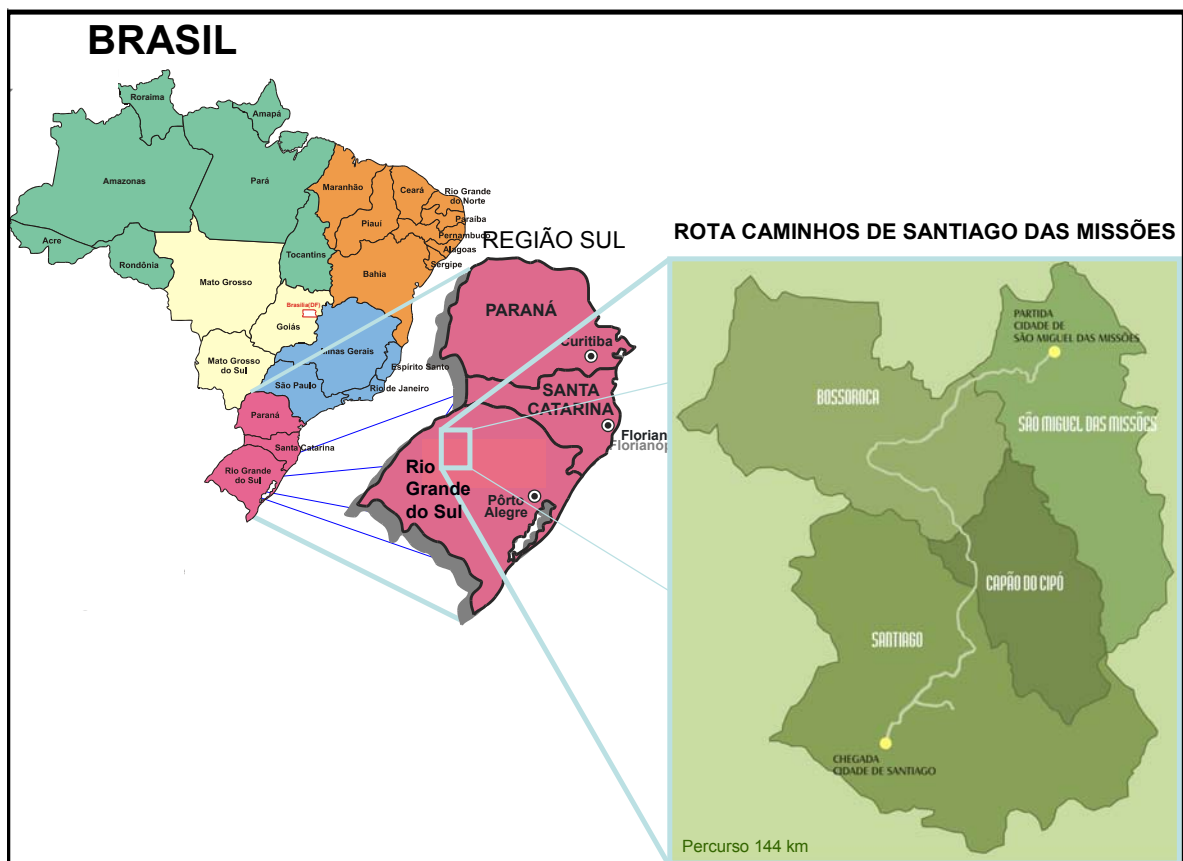 BRASIL
Roraima
Amapá
Amazonas
Pará
Maranhão
Ceará
Rio Grande
do Norte
Paraíba
Piauí
Pernambuco
Alagoas
Sergipe
Acre
Rondônia
Tocantins
Bahia
Mato Grosso
Brasília(DF)
Goiás
Minas Gerais
Mato Grosso
do Sul
Espírito Santo
São Paulo
Rio de Janeiro
Paraná
Santa Catarina
Rio Grande
do Sul
REGIÃO SUL
PARANÁ
Curitiba
SANTA
CATARINA
Florian
Florianóp
Rio
Grande
do Sul
Pôrto
Alegre
ROTA CAMINHOS DE SANTIAGO DAS MISSÕES
PARTIDA
CIDADE DE
SÃO MIGUEL DAS MISSÕES
BOSSOROCA
SÃO MIGUEL DAS MISSÕES
CAPÃO DO CIPÓ
SANTIAGO
CHEGADA
CIDADE DE SANTIAGO
Percurso 144 km